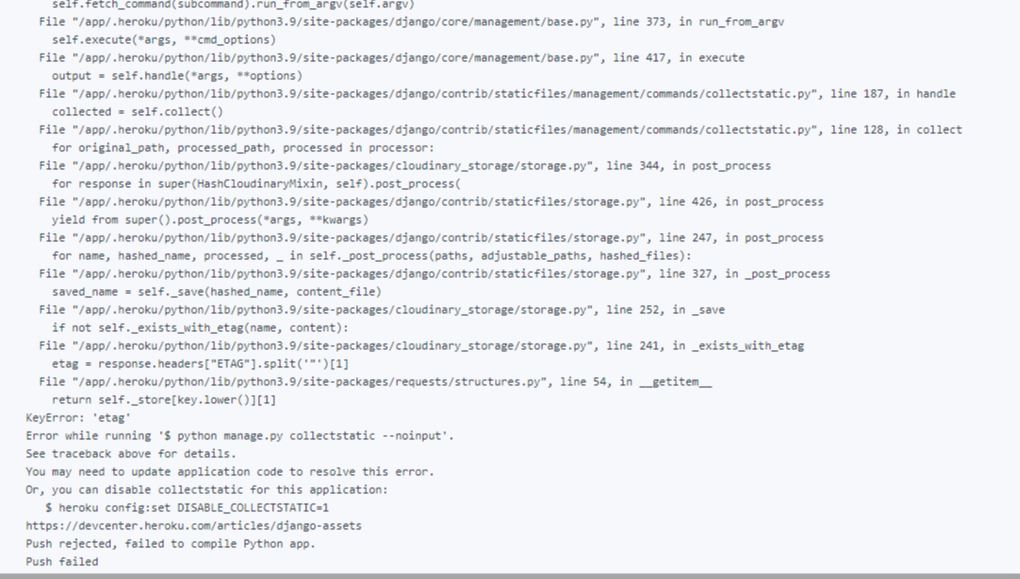 self.fetch_command(subcommand).run_from_argv(self.argv)
File "/app/.heroku/python/lib/python3.9/site-packages/django/core/management/base.py", line 373, in run_from_argv
self.execute(*args, **cmd_options)
File "/app/.heroku/python/lib/python3.9/site-packages/django/core/management/base.py", line 417, in execute
output = self.handle(*args, **options)
File "/app/.heroku/python/lib/python3.9/site-packages/django/contrib/staticfiles/management/commands/collectstatic.py", line 187, in handle
collected = self.collect()
File "/app/.heroku/python/lib/python3.9/site-packages/django/contrib/staticfiles/management/commands/collectstatic.py", line 128, in collect
for original_path, processed_path, processed in processor:
File "/app/.heroku/python/lib/python3.9/site-packages/cloudinary_storage/storage.py", line 344, in post_process
for response in super(HashCloudinaryMixin, self).post_process(
File "/app/.heroku/python/lib/python3.9/site-packages/django/contrib/staticfiles/storage.py", line 426, in post_process
yield from super().post_process(*args, **kwargs)
File "/app/.heroku/python/lib/python3.9/site-packages/django/contrib/staticfiles/storage.py", line 247, in post_process
for name, hashed_name, processed, _ in self._post_process(paths, adjustable_paths, hashed_files):
File "/app/.heroku/python/lib/python3.9/site-packages/django/contrib/staticfiles/storage.py", line 327, in _post_process
saved_name = self._save(hashed_name, content_file)
File "/app/.heroku/python/lib/python3.9/site-packages/cloudinary_storage/storage.py", line 252, in _save
if not self._exists_with_etag(name, content):
File "/app/.heroku/python/lib/python3.9/site-packages/cloudinary_storage/storage.py", line 241, in _exists_with_etag
etag = response.headers["ETAG"].split('"')[1]
File "/app/.heroku/python/lib/python3.9/site-packages/requests/structures.py", line 54, in __getitem__
return self._store[key.lower()][1]
KeyError: 'etag'
Error while running '$ python manage.py collectstatic --noinput'.
See traceback above for details.
You may need to update application code to resolve this error.
Or, you can disable collectstatic for this application:
$ heroku config:set DISABLE_COLLECTSTATIC=1
https://devcenter.heroku.com/articles/django-assets
Push rejected, failed to compile Python app.
Push failed